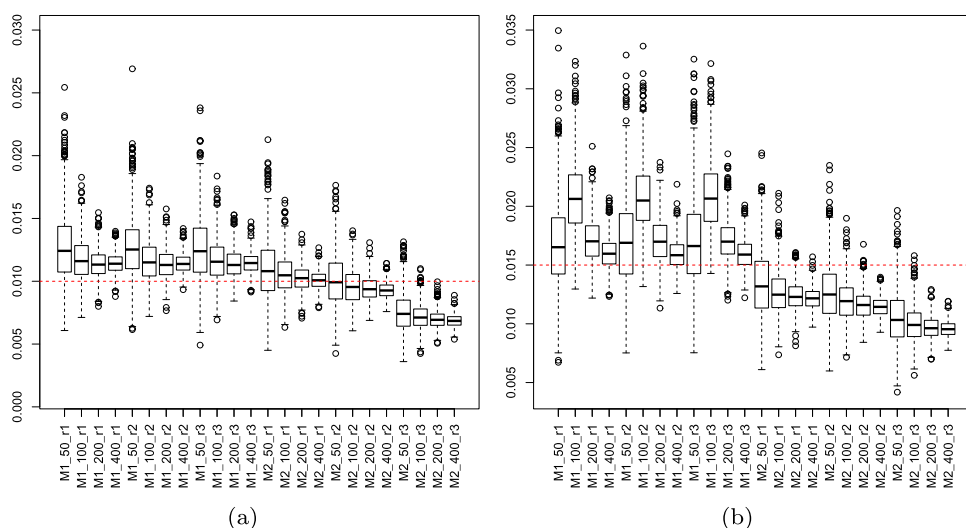 0.030
0.025
0.020
0.015
0.010
0.005
0.000
M1_50_r1
M1_100_r1
M1_200_r1
M1_400_r1
M1_50_r2
M1_100_r2
M1_200_r2
M1_400_r2
M1_50_r3
M1_100_r3
M1_200_r3
M1_400_r3
M2_50_r1
M2_100_r1
M2_200_r1
M2_400_r1
M2_50_r2
M2_100_r2
M2_200_r2
M2_400_r2
M2_50_r3
M2_100_r3
M2_200_r3
M2_400_r3
(a)
0.035
0.030
0.025
0.020
0.015
0.010
0.005
M1_50_r1
M1_100_r1
M1_200_r1
M1_400_r1
M1_50_r2
M1_100_r2
M1_200_r2
M1_400_r2
M1_50_r3
M1_100_r3
M1_200_r3
M1_400_r3
M2_50_r1
M2_100_r1
M2_200_r1
M2_400_r1
M2_50_r2
M2_100_r2
M2_200_r2
M2_400_r2
M2_50_r3
M2_100_r3
M2_200_r3
M2_400_r3
(b)